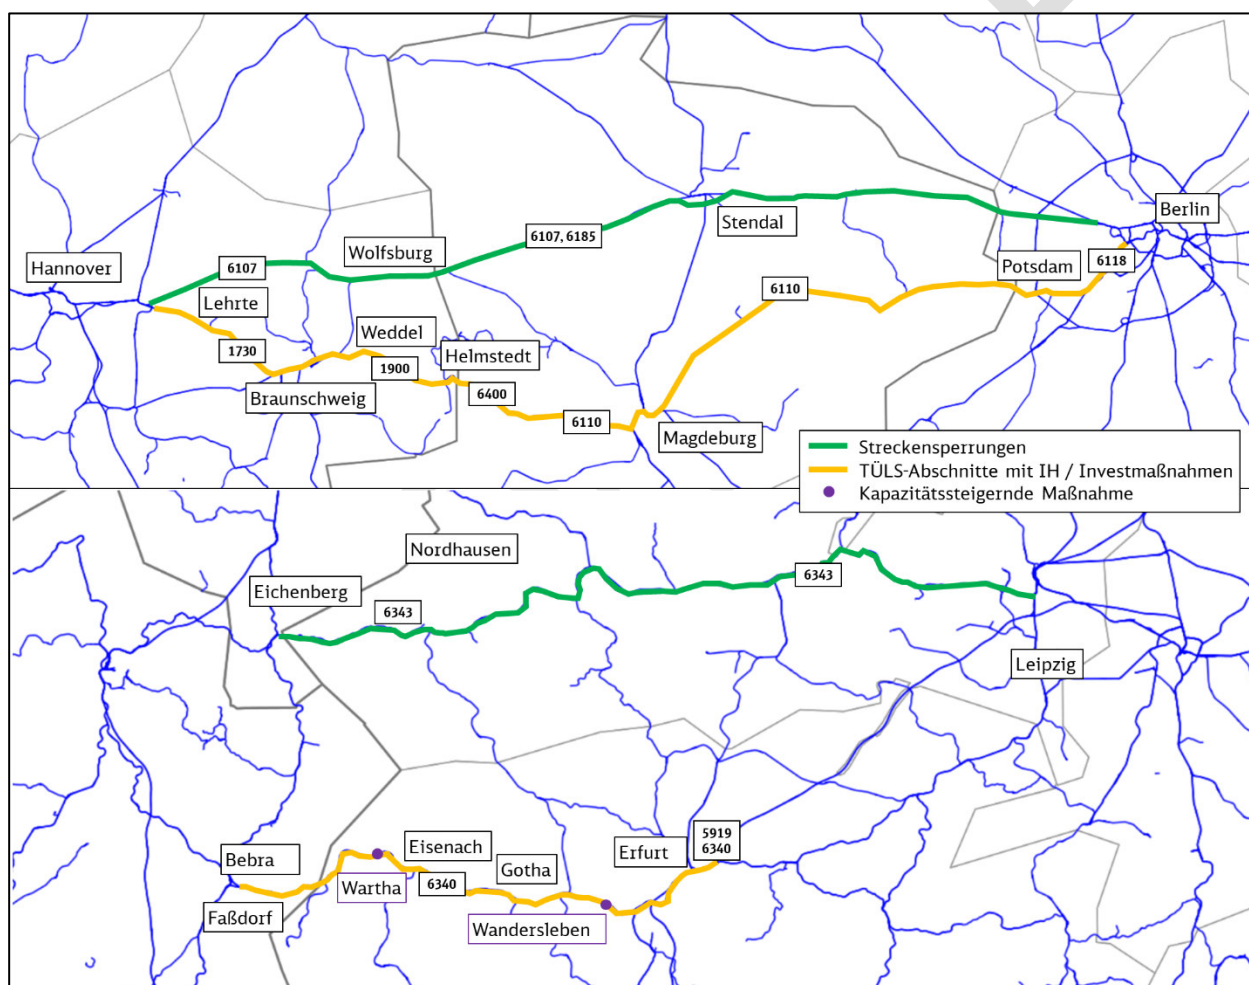 Berlin
Stendal
6107, 6185
Wolfsburg
Hannover
6107
Potsdam
6118
6110
Lehrte
Weddel
Helmstedt
1730
1900
6400
Braunschweig
6110
Magdeburg
Streckensperrungen
TÜLS-Abschnitte mit IH / Investmaßnahmen
Kapazitätssteigernde Maßnahme
Nordhausen
Eichenberg
6343
6343
Leipzig
5919
6340
Erfurt
Eisenach
Bebra
Gotha
Wartha
6340
Faßdorf
Wandersleben